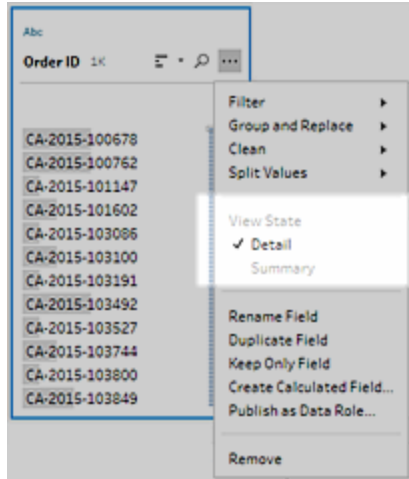 Abc
Order ID 1K
CA-2015-100678
CA-2015-100762
CA-2015-101147
CA-2015-101602
CA-2015-103086
CA-2015-103100
CA-2015-103191
CA-2015-103492
CA-2015-103527
CA-2015-103744
CA-2015-103800
CA-2015-103849
Filter
Group and Replace
Clean
Split Values
View State
✓ Detail
Summary
Rename Field
Duplicate Field
Keep Only Field
Create Calculated Field...
Publish as Data Role...
Remove